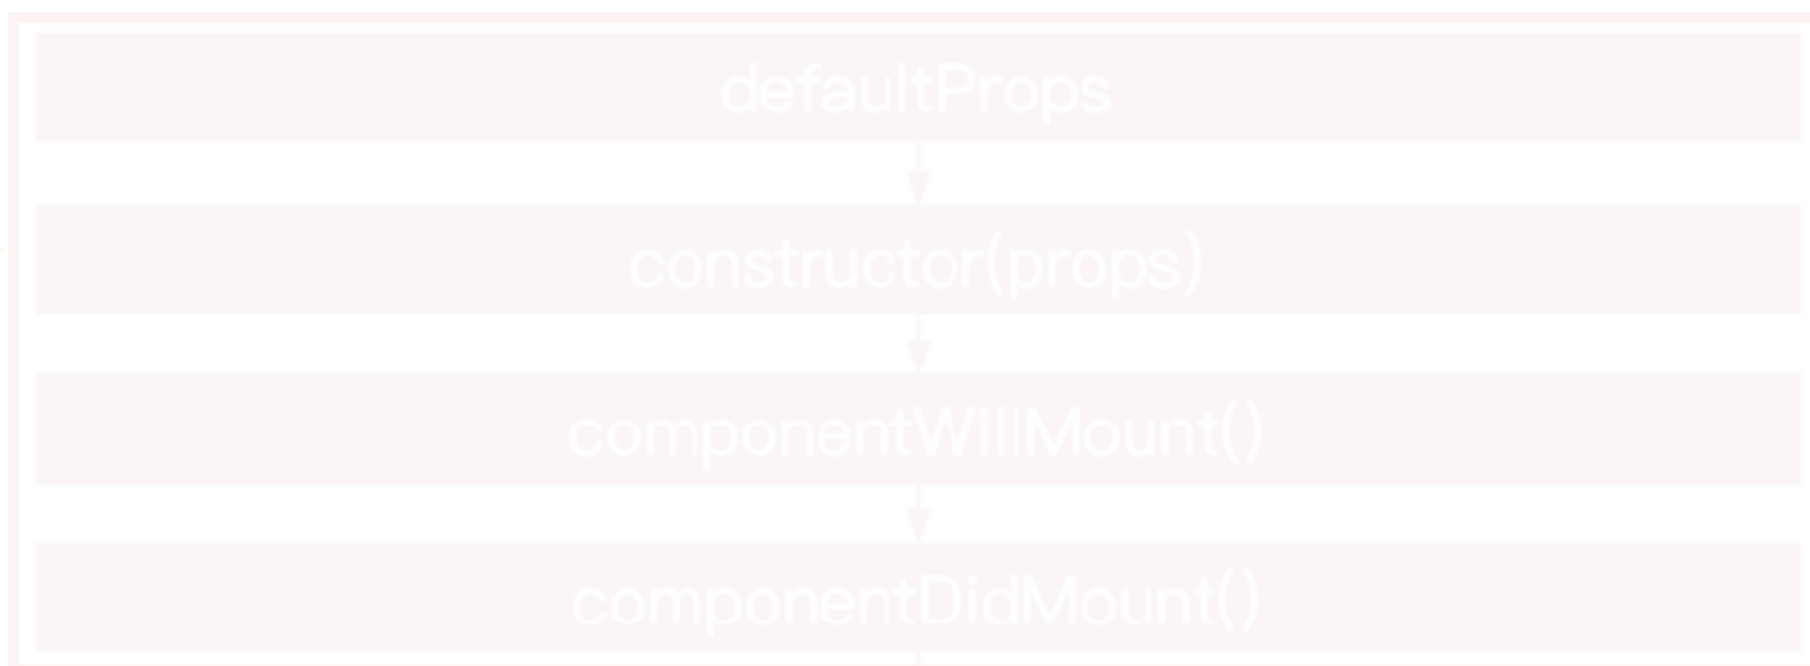 defaultProps
constructor(props)
componentWillMount()
componentDidMount()